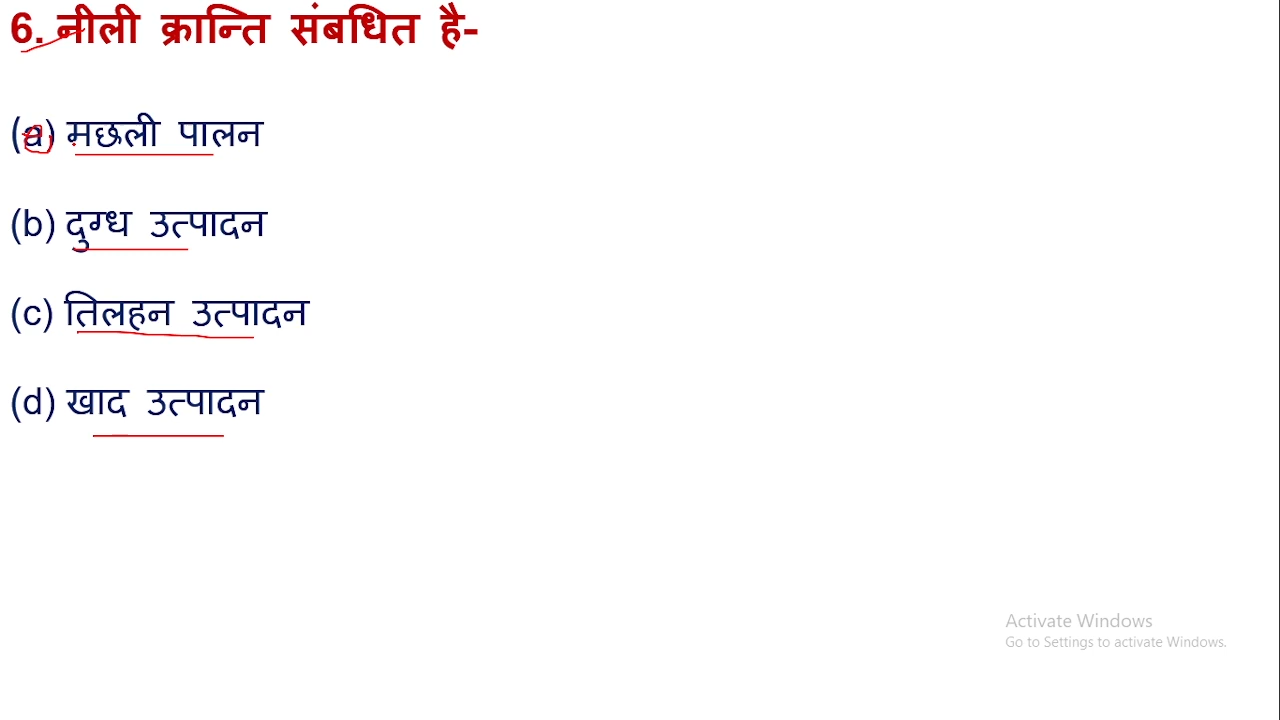 6. नीली क्रान्ति संबधित है-
(a) मछली पालन
(b) दुग्ध उत्पादन
(c) तिलहन उत्पादन
(d) खाद उत्पादन
Activate Windows
Go to Settings to activate Windows.